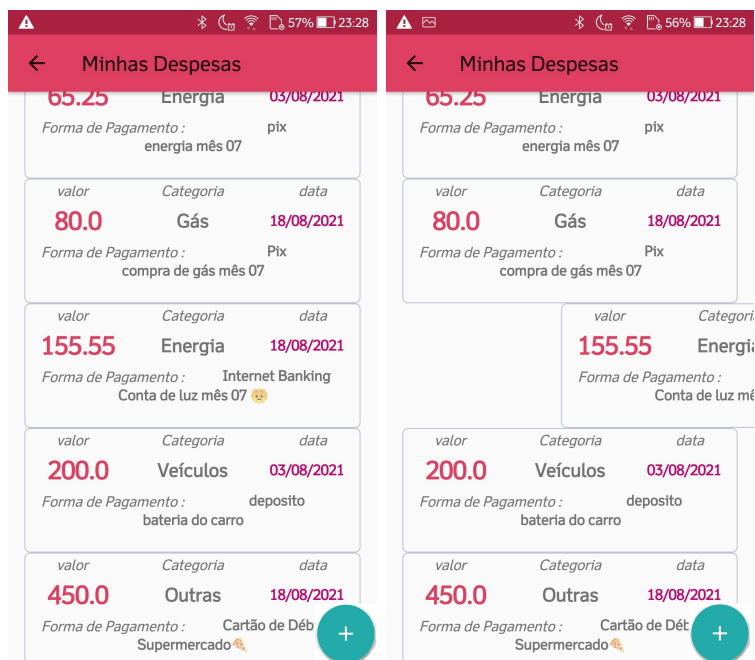 57% 23:28
Minhas Despesas
65.25 Energia 03/08/2021
Forma de Pagamento : pix
energia mês 07
valor Categoria data
80.0 Gás 18/08/2021
Forma de Pagamento : Pix
compra de gás mês 07
valor Categoria data
155.55 Energia 18/08/2021
Forma de Pagamento : Internet Banking
Conta de luz mês 07 🥺
valor Categoria data
200.0 Veículos 03/08/2021
Forma de Pagamento : deposito
bateria do carro
valor Categoria data
450.0 Outras 18/08/2021
Forma de Pagamento : Cartão de Déb
Supermercado🍕
+
56% 23:28
Minhas Despesas
65.25 Energia 03/08/2021
Forma de Pagamento : pix
energia mês 07
valor Categoria data
80.0 Gás 18/08/2021
Forma de Pagamento : Pix
compra de gás mês 07
valor Categoria
155.55 Energia
Forma de Pagamento :
Conta de luz mê
valor Categoria data
200.0 Veículos 03/08/2021
Forma de Pagamento : deposito
bateria do carro
valor Categoria data
450.0 Outras 18/08/2021
Forma de Pagamento : Cartão de Déb
Supermercado🍕
+